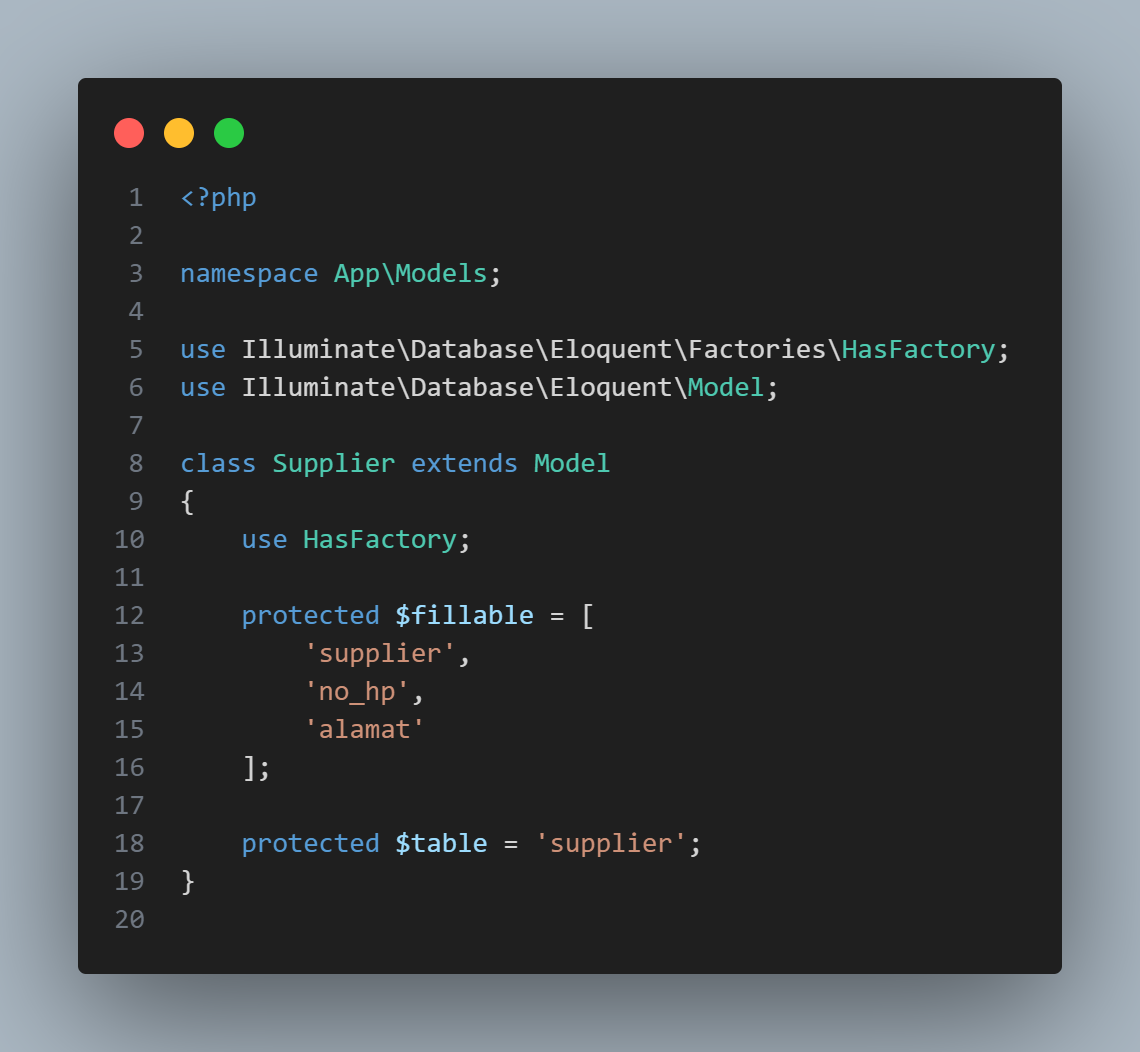 1 <?php
2
3 namespace App\Models;
4
5 use Illuminate\Database\Eloquent\Factories\HasFactory;
6 use Illuminate\Database\Eloquent\Model;
7
8 class Supplier extends Model
9 {
10     use HasFactory;
11
12     protected $fillable = [
13         'supplier',
14         'no_hp',
15         'alamat'
16     ];
17
18     protected $table = 'supplier';
19 }
20